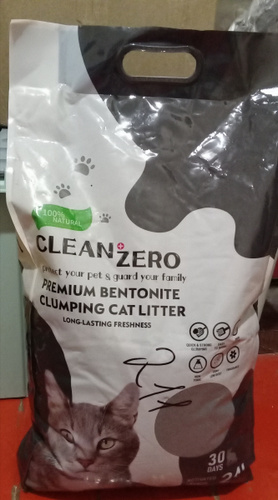 100%
NATURAL
CLEAN ZERO
protect your pet & guard your family
PREMIUM BENTONITE
CLUMPING CAT LITTER
LONG-LASTING FRESHNESS
30
DAYS